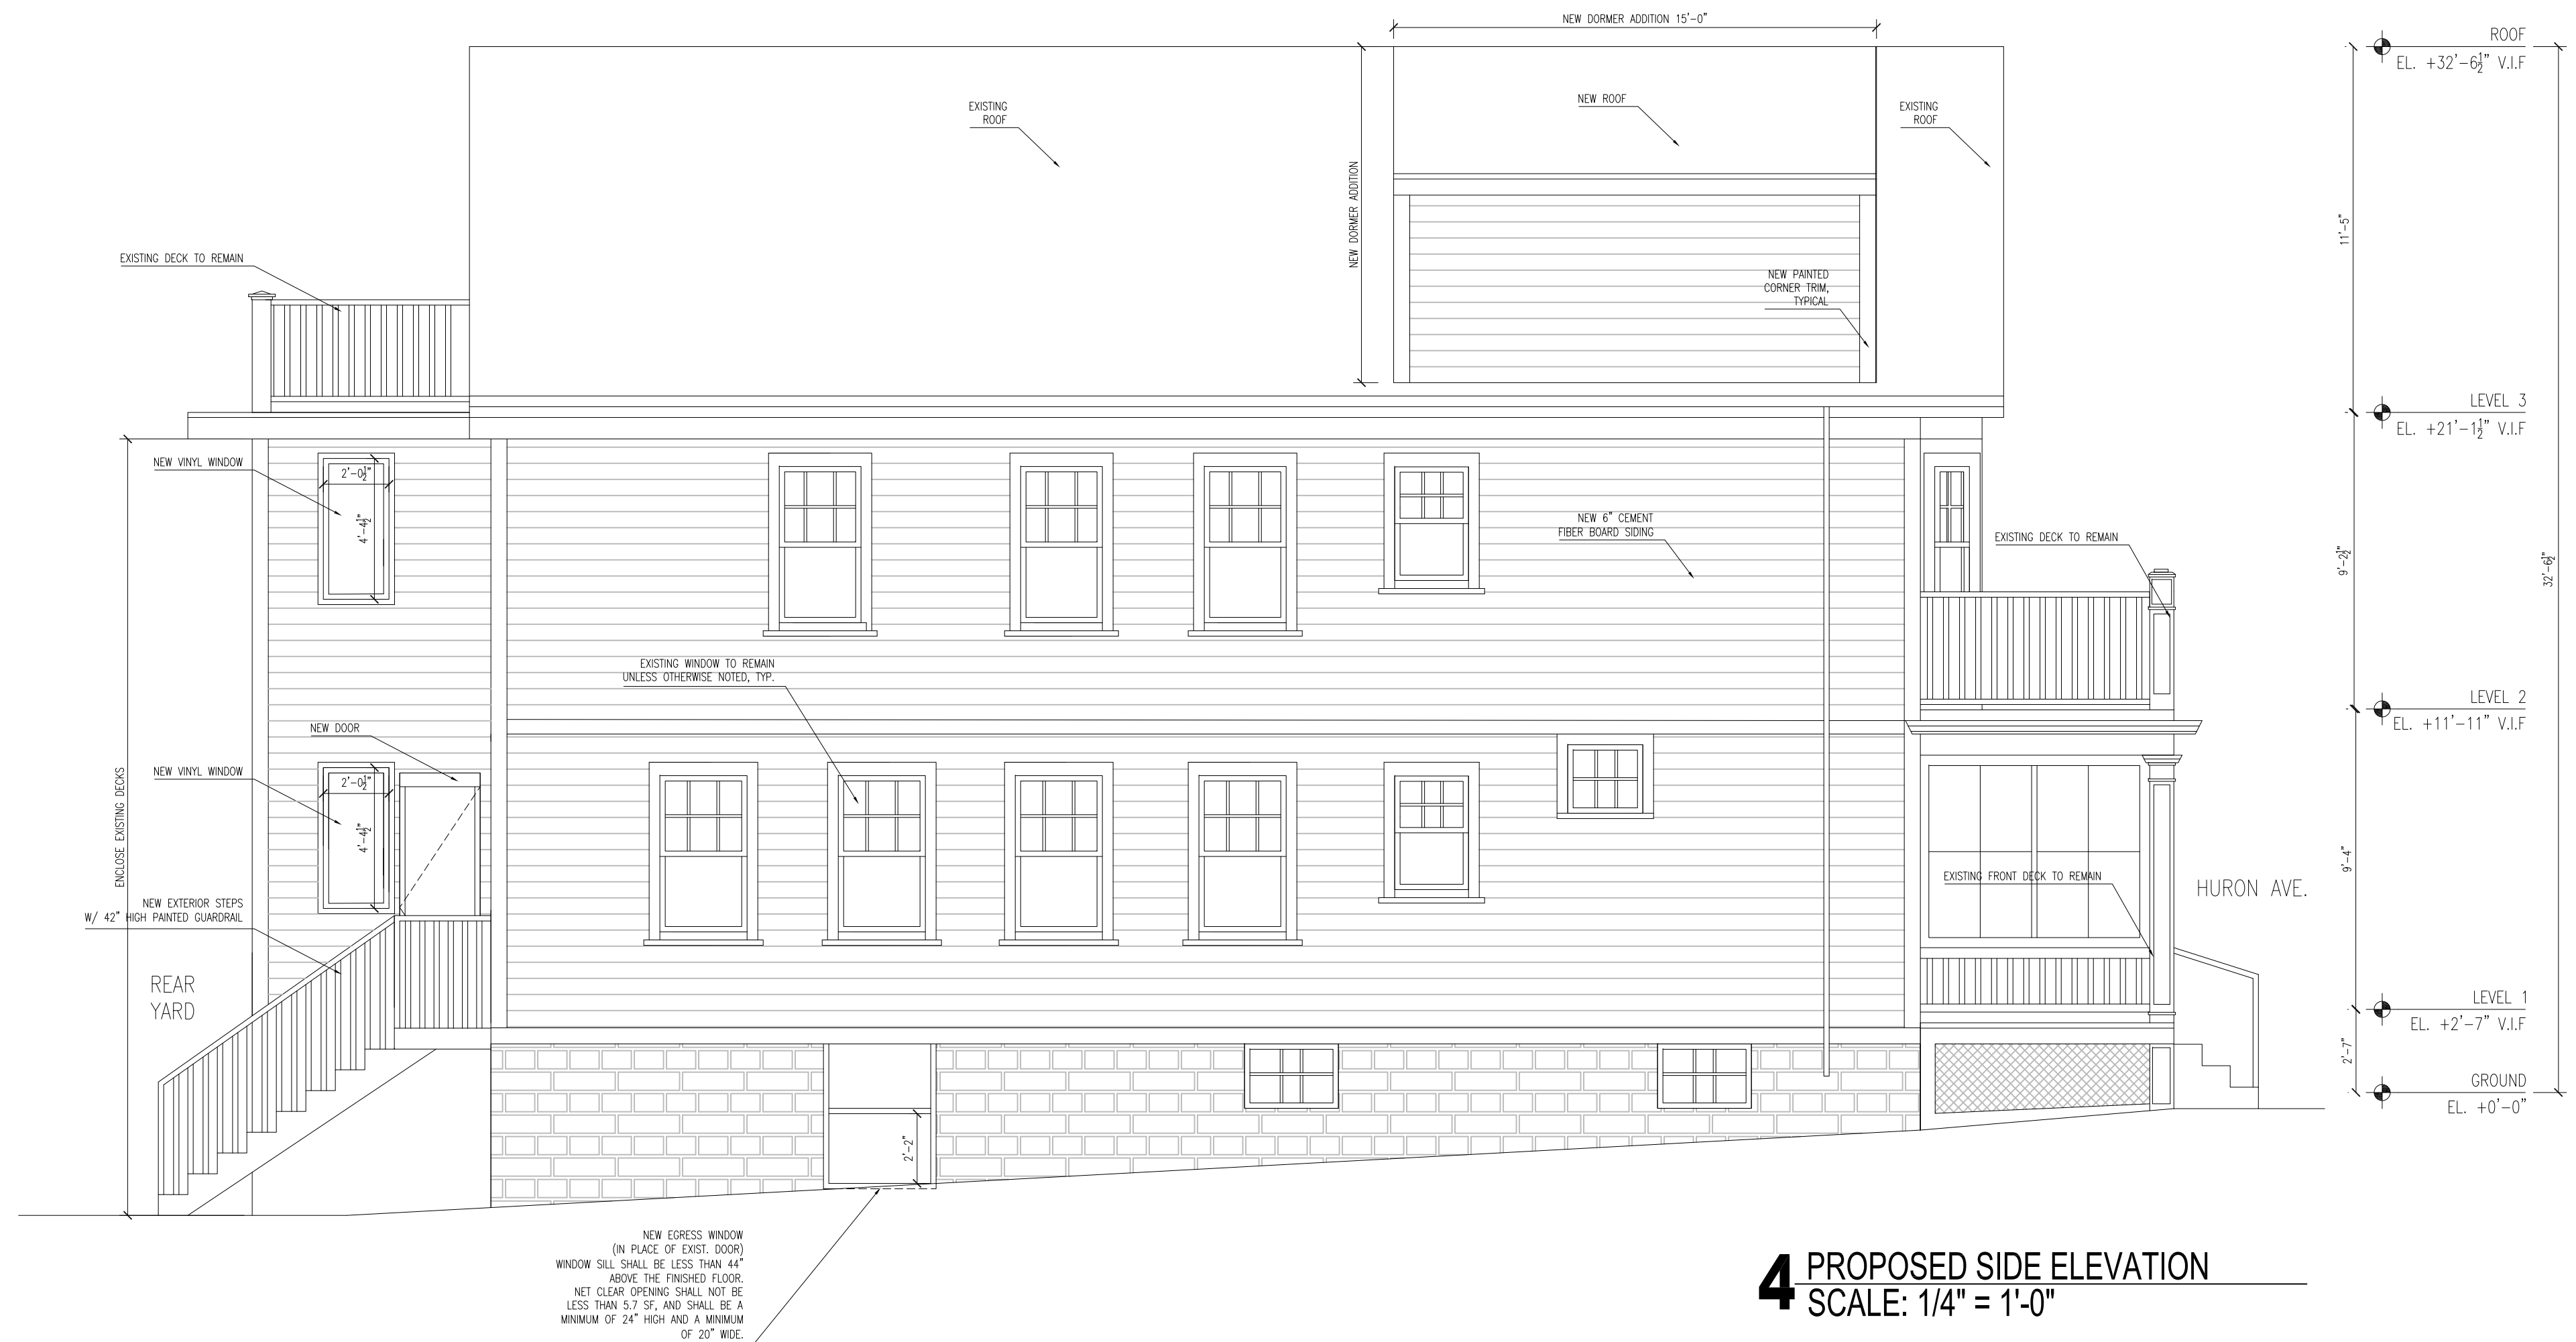 NEW DORMER ADDITION 15'-0"
ROOF
EL. +32'-6½" V.I.F
EXISTING
ROOF
NEW ROOF
EXISTING
ROOF
NEW DORMER ADDITION
11'-5"
EXISTING DECK TO REMAIN
NEW PAINTED
CORNER TRIM,
TYPICAL
LEVEL 3
EL. +21'-1½" V.I.F
NEW VINYL WINDOW
2'-0½"
4'-4½"
NEW 6" CEMENT
FIBER BOARD SIDING
EXISTING DECK TO REMAIN
9'-2½"
32'-6½"
EXISTING WINDOW TO REMAIN
UNLESS OTHERWISE NOTED, TYP.
LEVEL 2
EL. +11'-11" V.I.F
NEW DOOR
NEW VINYL WINDOW
2'-0½"
4'-4½"
ENCLOSE EXISTING DECKS
9'-4"
EXISTING FRONT DECK TO REMAIN
HURON AVE.
NEW EXTERIOR STEPS
W/ 42" HIGH PAINTED GUARDRAIL
REAR
YARD
LEVEL 1
EL. +2'-7" V.I.F
2'-7"
GROUND
EL. +0'-0"
2'-2"
NEW EGRESS WINDOW
(IN PLACE OF EXIST. DOOR)
WINDOW SILL SHALL BE LESS THAN 44"
ABOVE THE FINISHED FLOOR.
NET CLEAR OPENING SHALL NOT BE
LESS THAN 5.7 SF, AND SHALL BE A
MINIMUM OF 24" HIGH AND A MINIMUM
OF 20" WIDE.
4 PROPOSED SIDE ELEVATION
SCALE: 1/4" = 1'-0"